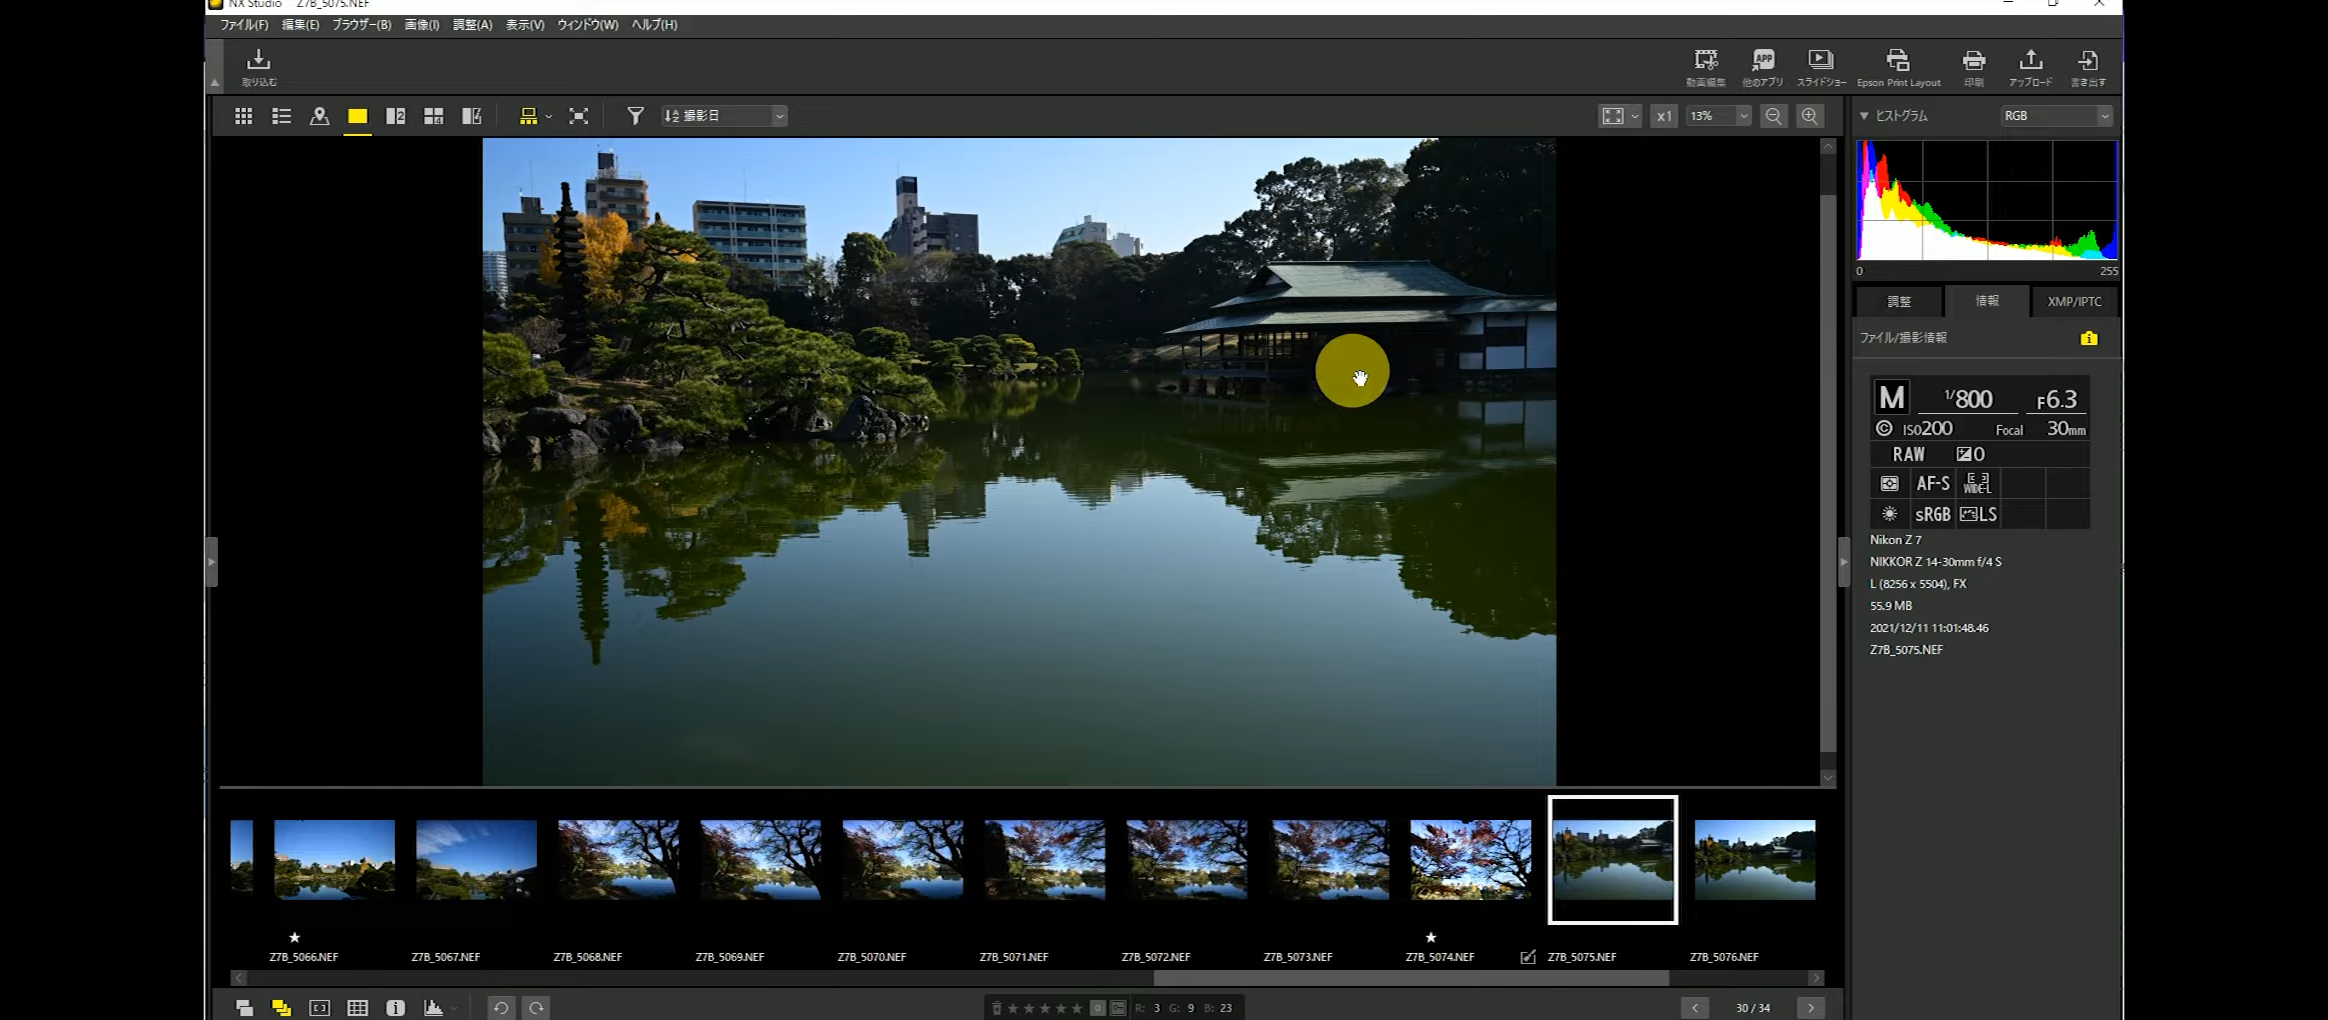 NX Studio Z7B_5075.NEF
ファイル(F) 編集(E) ブラウザー(B) 画像(I) 調整(A) 表示(V) ウィンドウ(W) ヘルプ(H)
取り込む
動画編集 他のアプリ スライドショー Epson Print Layout 印刷 アップロード 書き出す
撮影日
x1 13%
ヒストグラム RGB
0 255
調整 情報 XMP/IPTC
ファイル/撮影情報
M 1/800 F6.3
ISO200 Focal 30mm
RAW 0
AF-S WIDE-L
sRGB LS
Nikon Z 7
NIKKOR Z 14-30mm f/4 S
L (8256 x 5504), FX
55.9 MB
2021/12/11 11:01:48.46
Z7B_5075.NEF
Z7B_5066.NEF Z7B_5067.NEF Z7B_5068.NEF Z7B_5069.NEF Z7B_5070.NEF Z7B_5071.NEF Z7B_5072.NEF Z7B_5073.NEF Z7B_5074.NEF Z7B_5075.NEF Z7B_5076.NEF
R: 3 G: 9 B: 23
30 / 34